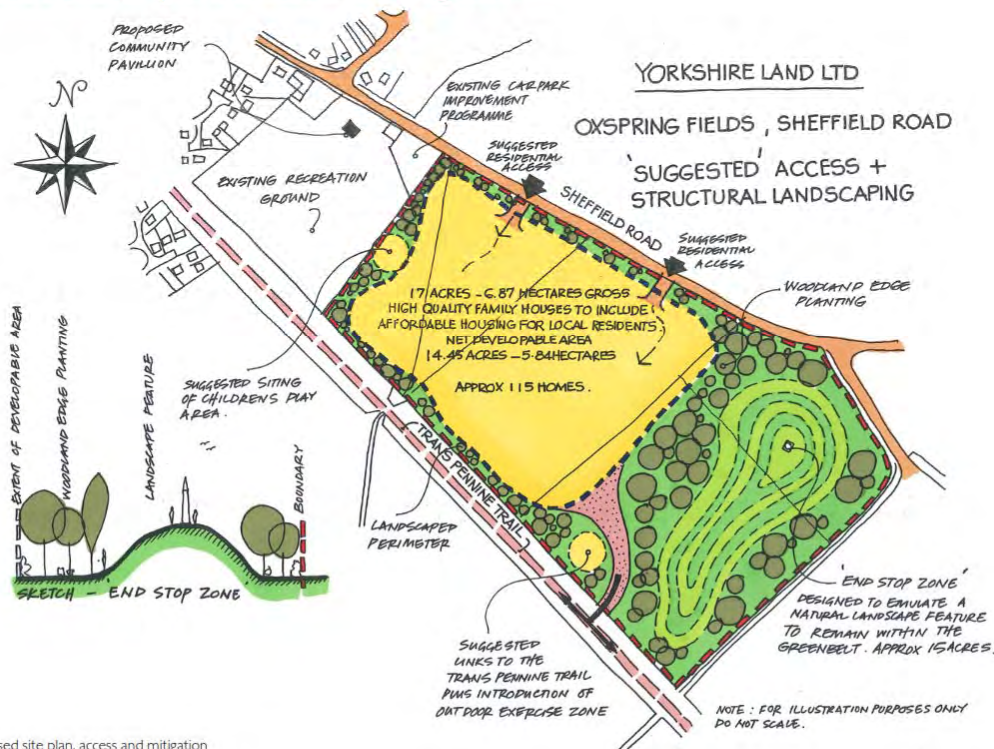 PROPOSED
COMMUNITY
PAVILLION
N
EXISTING CARPARK
IMPROVEMENT
PROGRAMME
YORKSHIRE LAND LTD
OXSPRING FIELDS, SHEFFIELD ROAD
'SUGGESTED' ACCESS +
STRUCTURAL LANDSCAPING
SUGGESTED
RESIDENTIAL
ACCESS
SHEFFIELD ROAD
EXISTING RECREATION
GROUND
SUGGESTED
RESIDENTIAL
ACCESS
WOODLAND EDGE
PLANTING
17 ACRES - 6.87 HECTARES GROSS
HIGH QUALITY FAMILY HOUSES TO INCLUDE
AFFORDABLE HOUSING FOR LOCAL RESIDENTS
NET DEVELOPABLE AREA
14.45 ACRES - 5.84 HECTARES
APPROX 115 HOMES.
SUGGESTED SITING
OF CHILDRENS PLAY
AREA.
EXTENT OF DEVELOPABLE AREA
WOODLAND EDGE PLANTING
LANDSCAPE FEATURE
BOUNDARY
SKETCH - 'END STOP ZONE'
TRANS PENNINE TRAIL
LANDSCAPED
PERIMETER
'END STOP ZONE'
DESIGNED TO EMULATE A
NATURAL LANDSCAPE FEATURE
TO REMAIN WITHIN THE
GREENBELT. APPROX 15 ACRES.
SUGGESTED
LINKS TO THE
TRANS PENNINE TRAIL
PLUS INTRODUCTION OF
OUTDOOR EXERCISE ZONE
NOTE: FOR ILLUSTRATION PURPOSES ONLY
DO NOT SCALE.
sed site plan, access and mitigation